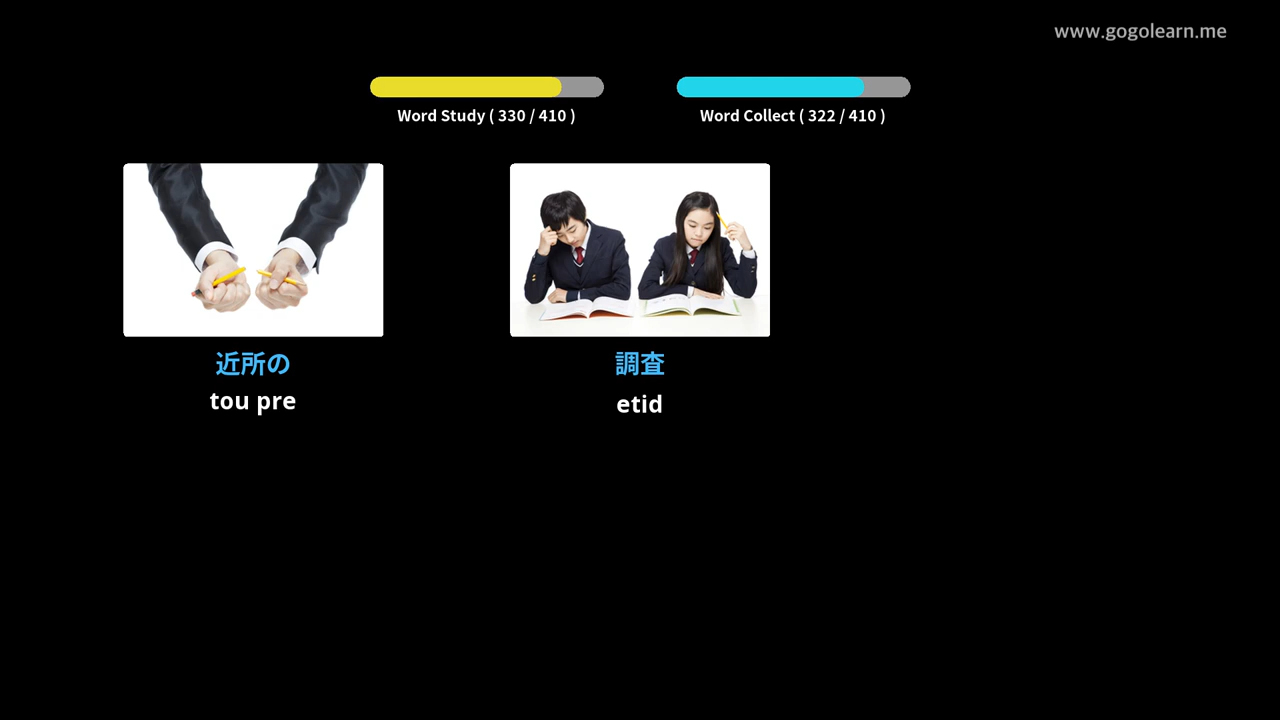 www.gogolearn.me
Word Study ( 330 / 410 )
Word Collect ( 322 / 410 )
近所の
tou pre
調査
etid